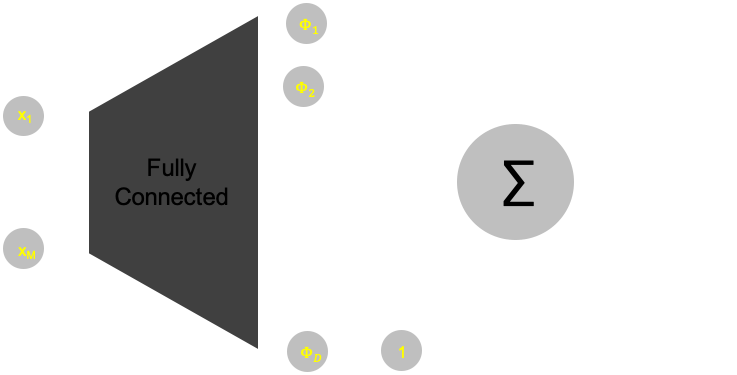 Φ1
Φ2
x1
Fully
Connected
∑
xM
ΦD
1